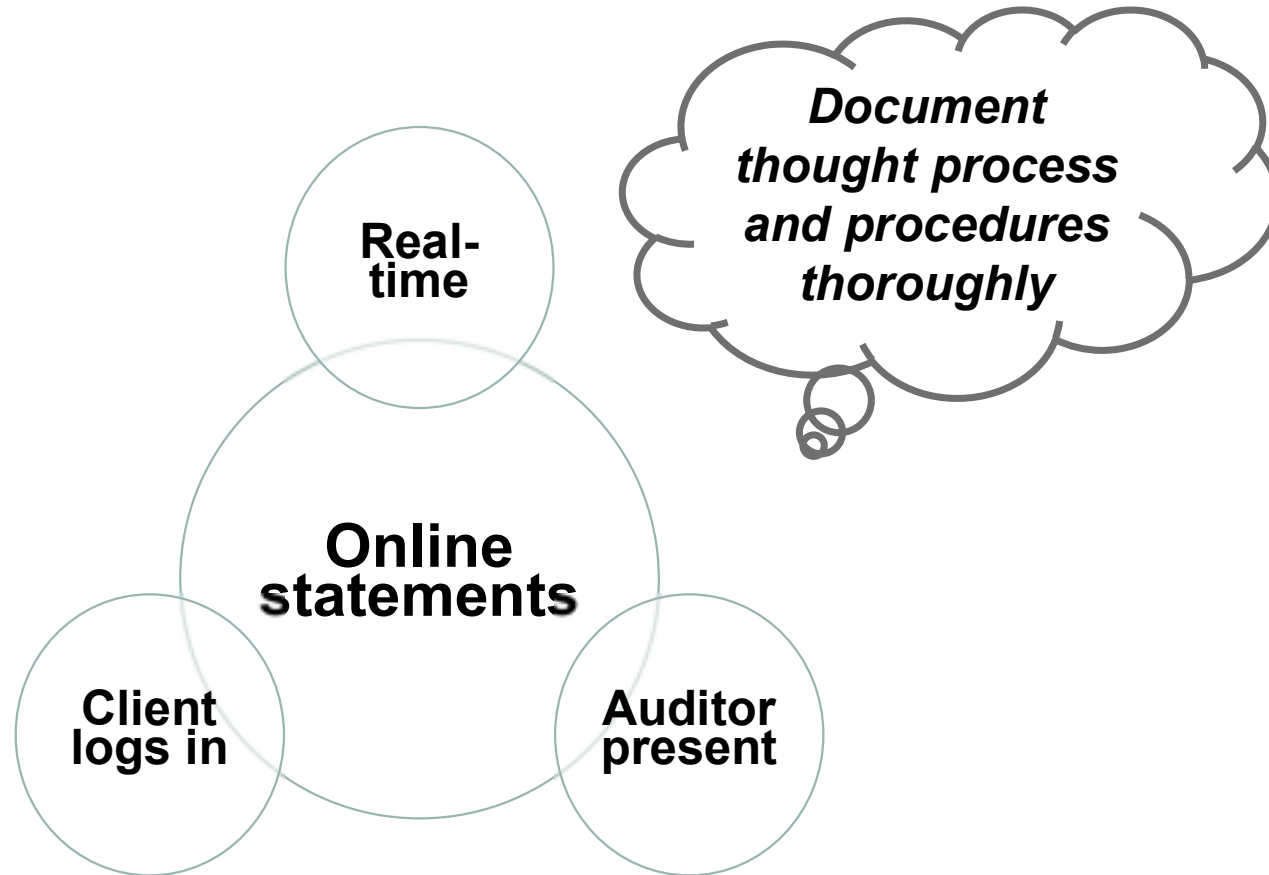 Document
thought process
and procedures
thoroughly
Real-
time
Online
statements
Client
logs in
Auditor
present